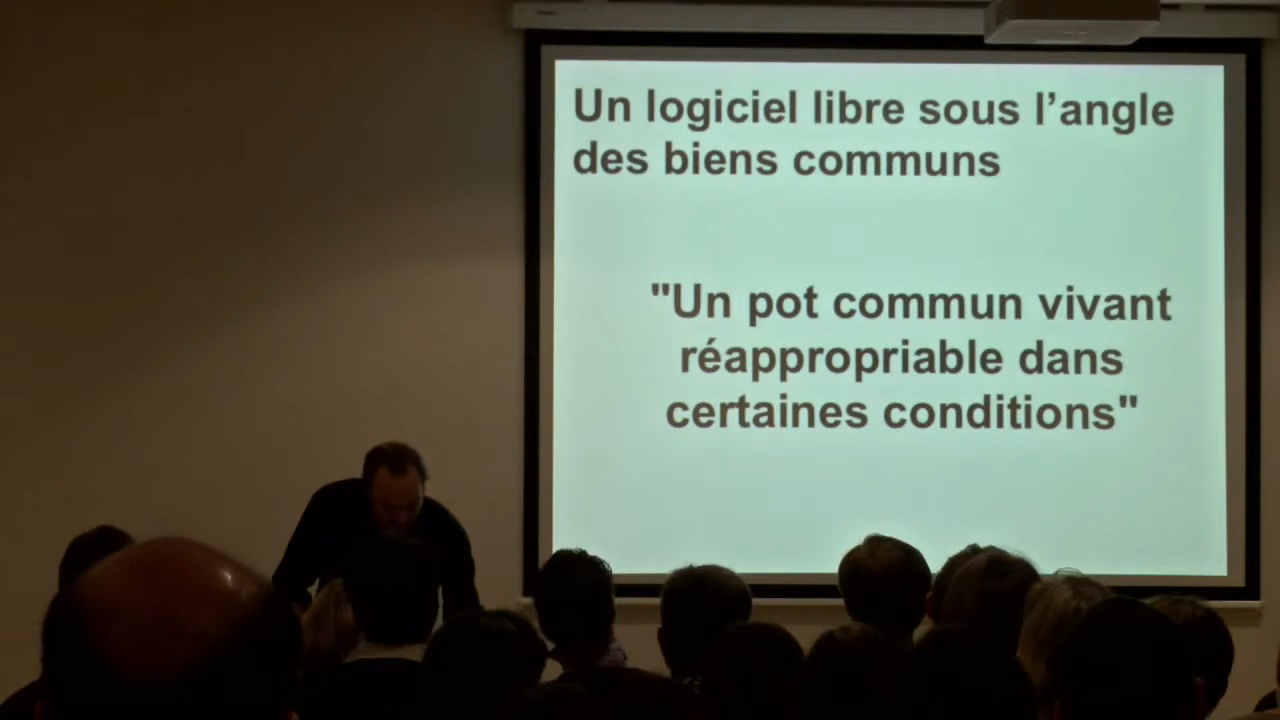 Un logiciel libre sous l’angle
des biens communs
"Un pot commun vivant
réappropriable dans
certaines conditions"